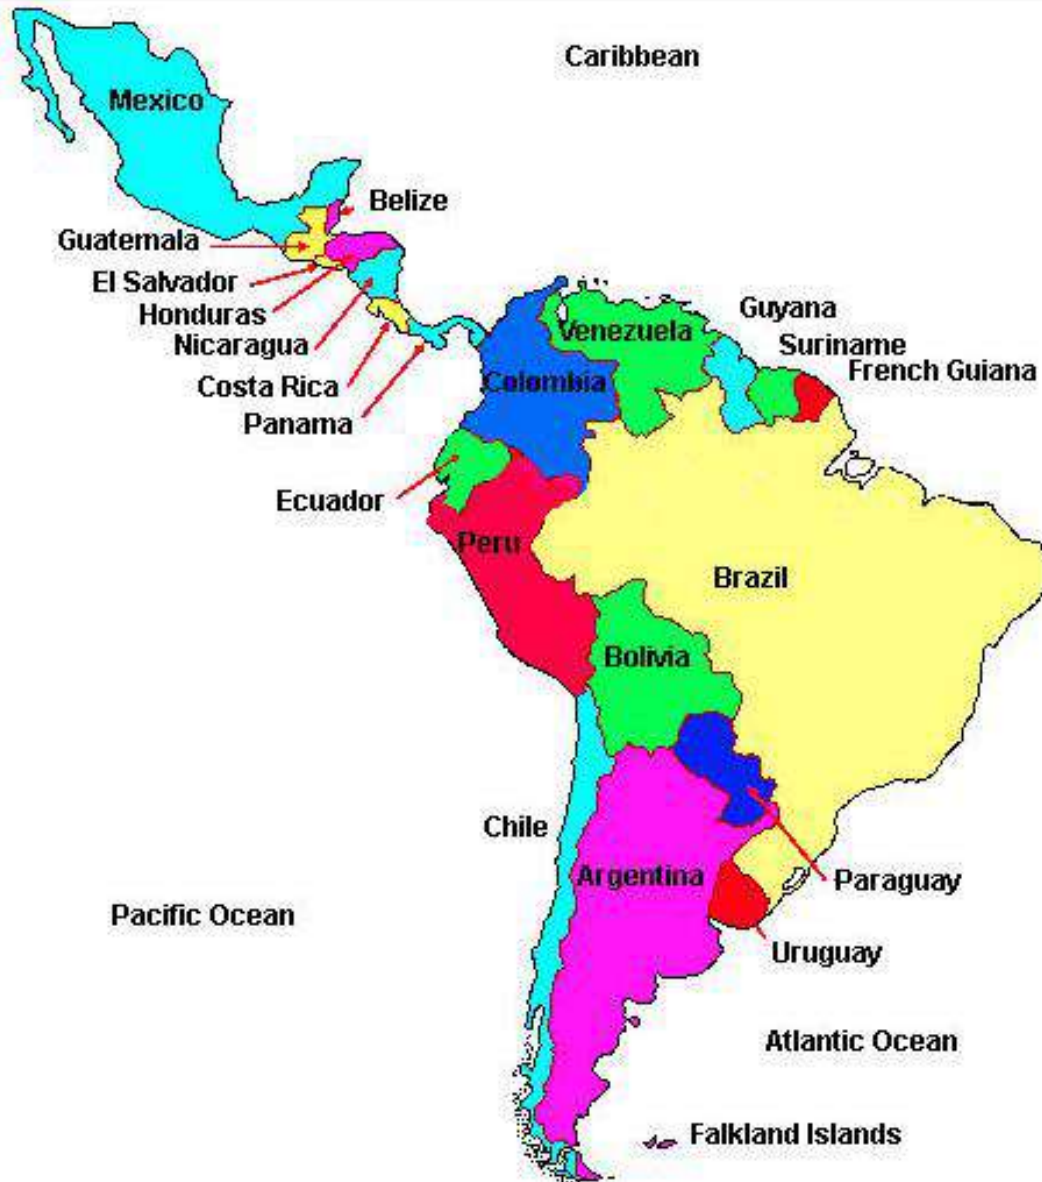 Caribbean
Mexico
Belize
Guatemala
El Salvador
Honduras
Nicaragua
Costa Rica
Panama
Guyana
Venezuela
Suriname
French Guiana
Colombia
Ecuador
Peru
Brazil
Bolivia
Chile
Argentina
Paraguay
Pacific Ocean
Uruguay
Atlantic Ocean
Falkland Islands